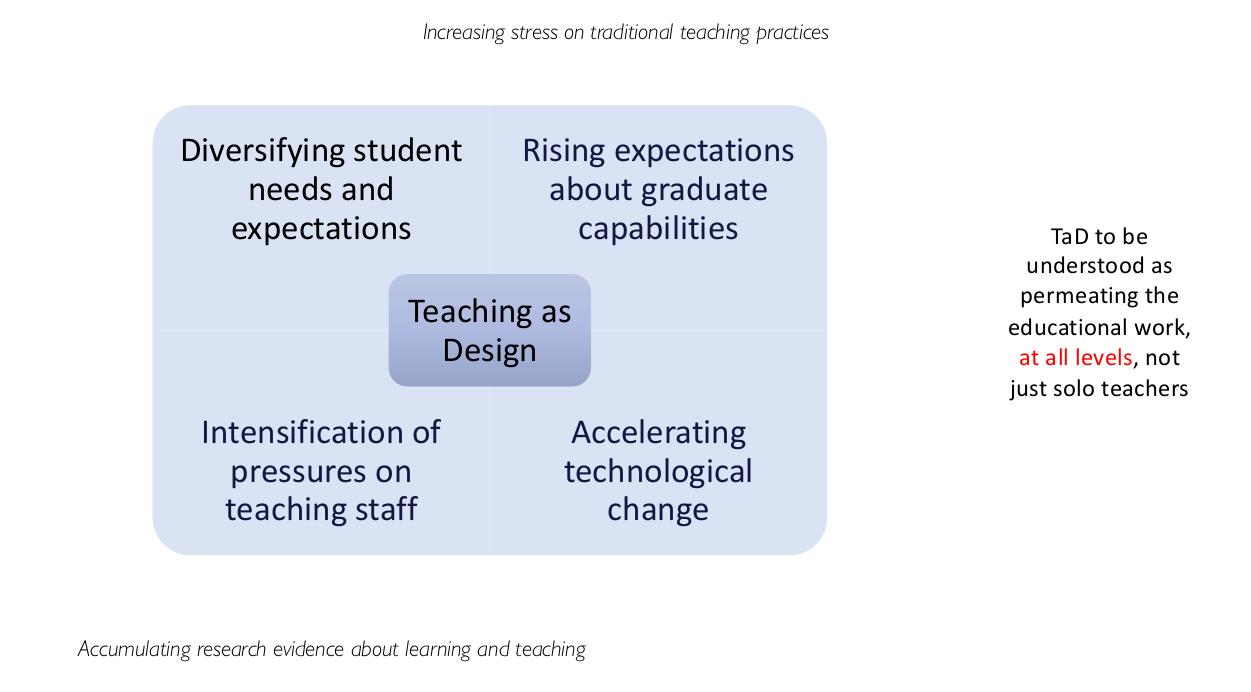 Increasing stress on traditional teaching practices
Diversifying student
needs and
expectations
Rising expectations
about graduate
capabilities
Teaching as
Design
Intensification of
pressures on
teaching staff
Accelerating
technological
change
TaD to be
understood as
permeating the
educational work,
at all levels, not
just solo teachers
Accumulating research evidence about learning and teaching